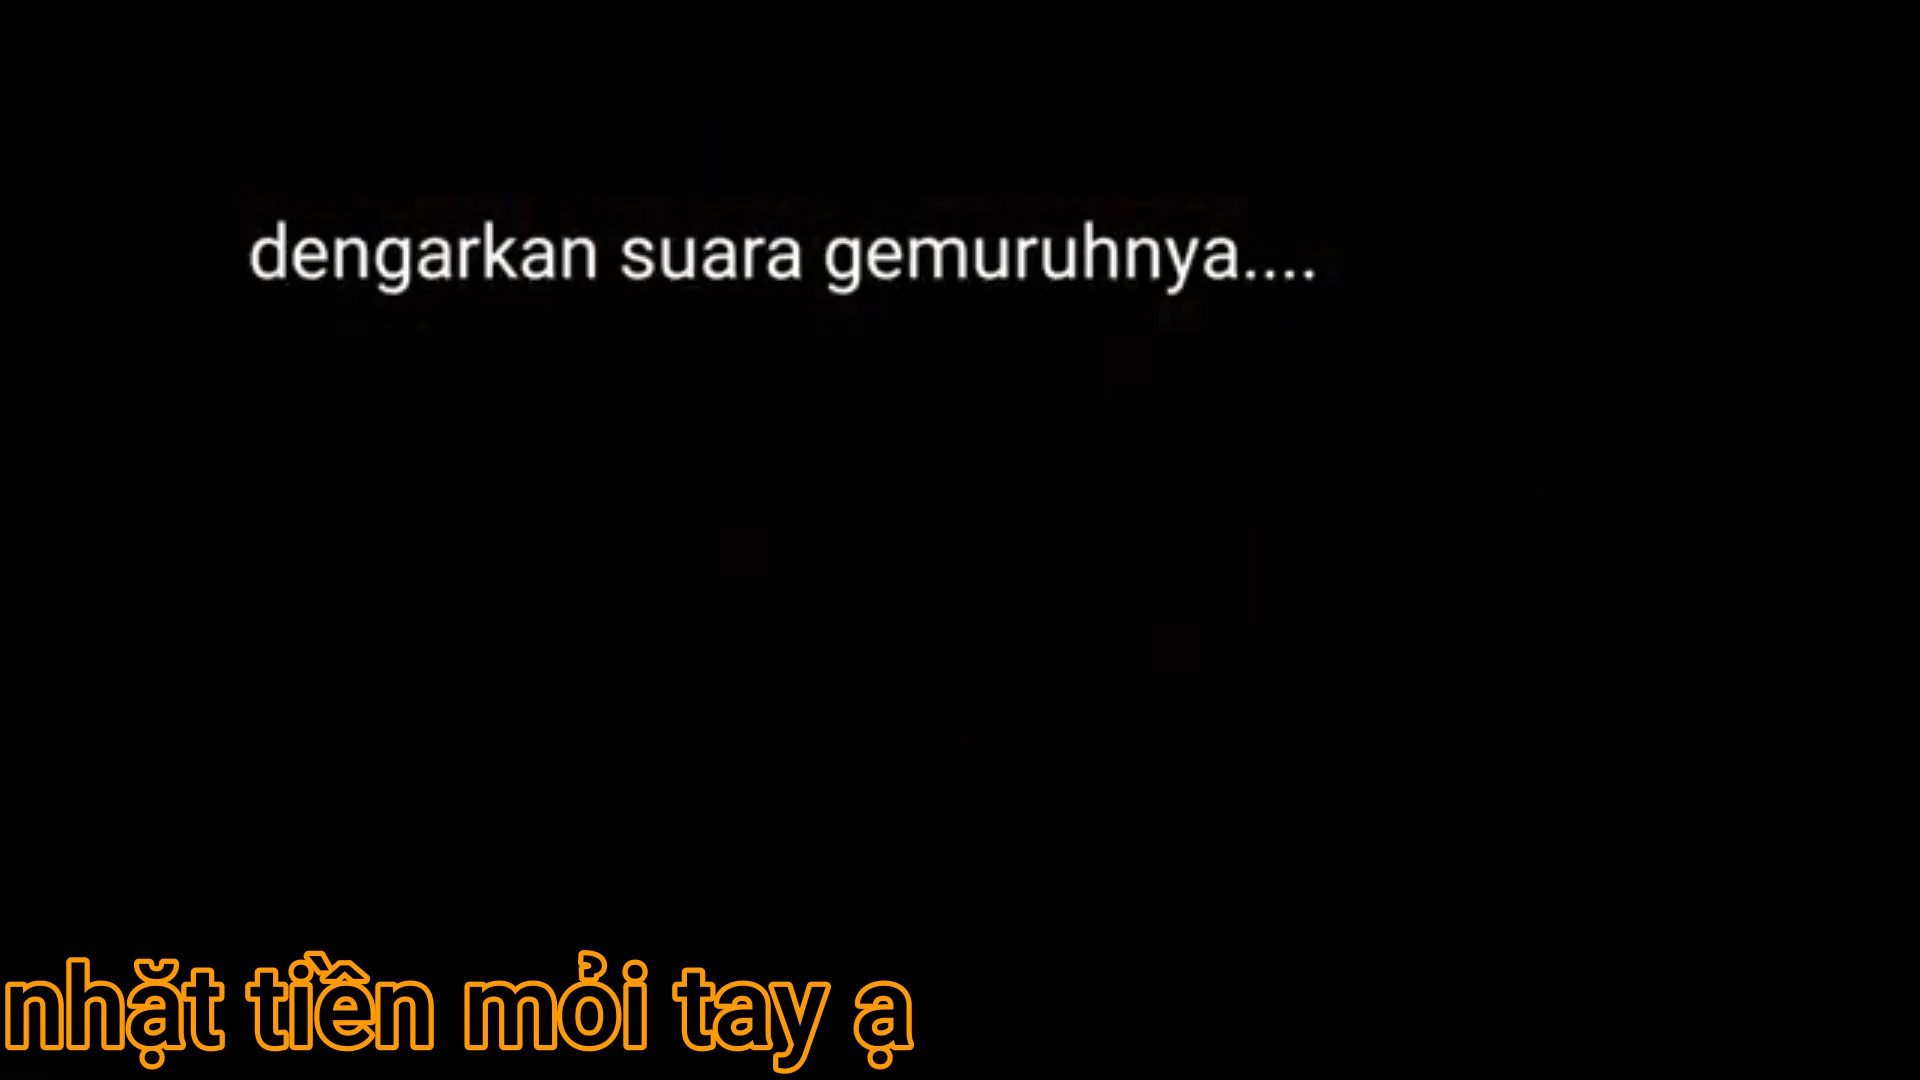 dengarkan suara gemuruhnya....
nhặt tiền mỏi tay ạ